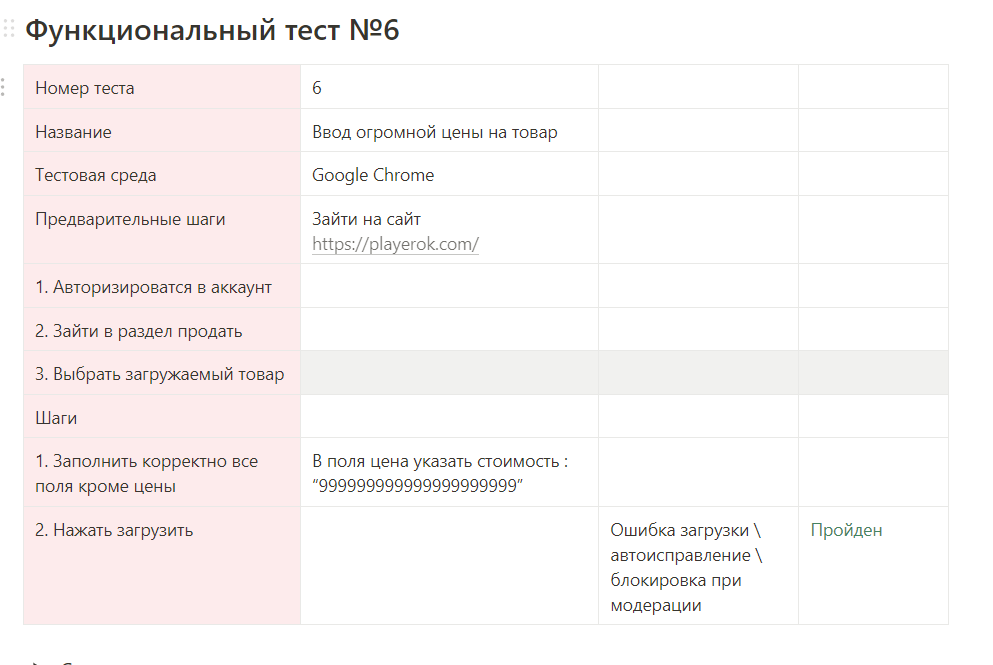 Функциональный тест №6
Номер теста 6
Название Ввод огромной цены на товар
Тестовая среда Google Chrome
Предварительные шаги Зайти на сайт
https://playerok.com/
1. Авторизироватся в аккаунт
2. Зайти в раздел продать
3. Выбрать загружаемый товар
Шаги
1. Заполнить корректно все
поля кроме цены
В поля цена указать стоимость :
“999999999999999999999”
2. Нажать загрузить
Ошибка загрузки \
автоисправление \
блокировка при
модерации
Пройден